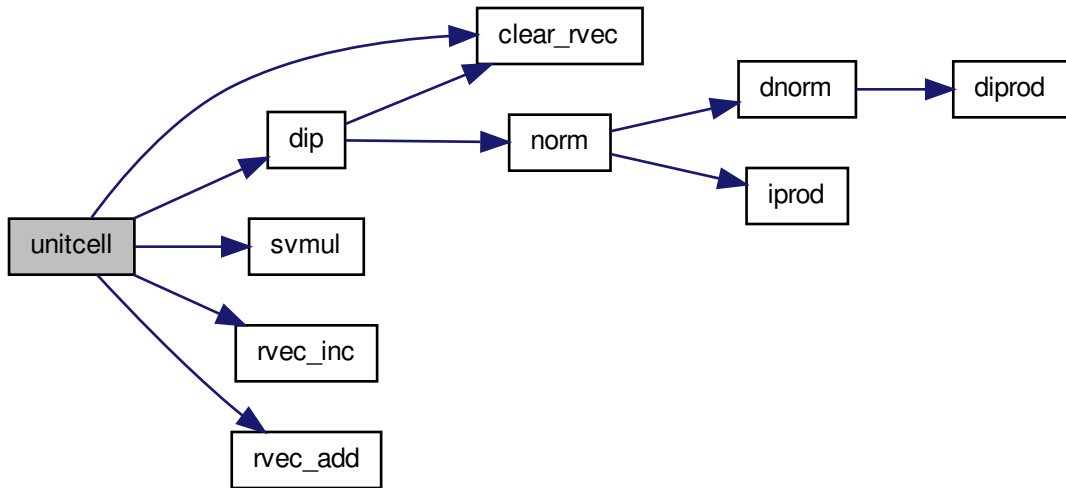 clear_rvec
dnorm
diprod
dip
norm
iprod
unitcell
svmul
rvec_inc
rvec_add